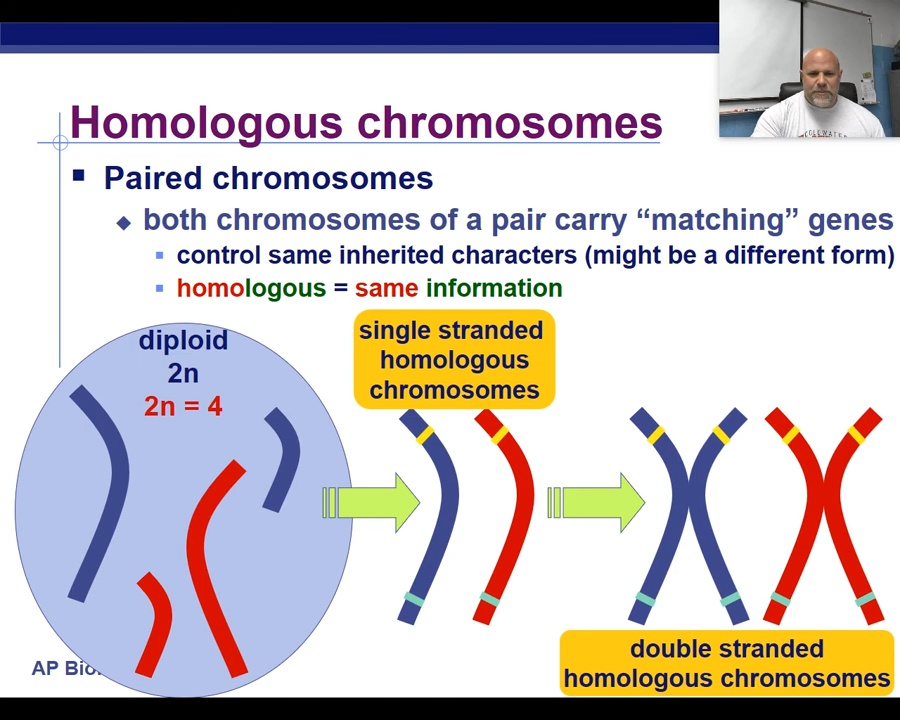 Homologous chromosomes
Paired chromosomes
both chromosomes of a pair carry “matching” genes
control same inherited characters (might be a different form)
homologous = same information
diploid
2n
2n = 4
single stranded
homologous
chromosomes
AP Bio
double stranded
homologous chromosomes